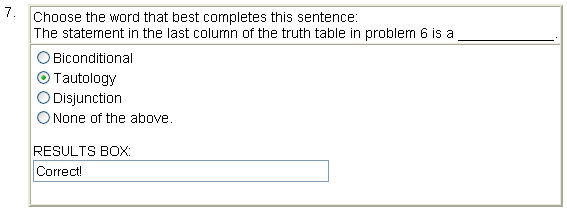 7.
Choose the word that best completes this sentence:
The statement in the last column of the truth table in problem 6 is a ____________.
Biconditional
Tautology
Disjunction
None of the above.
RESULTS BOX:
Correct!